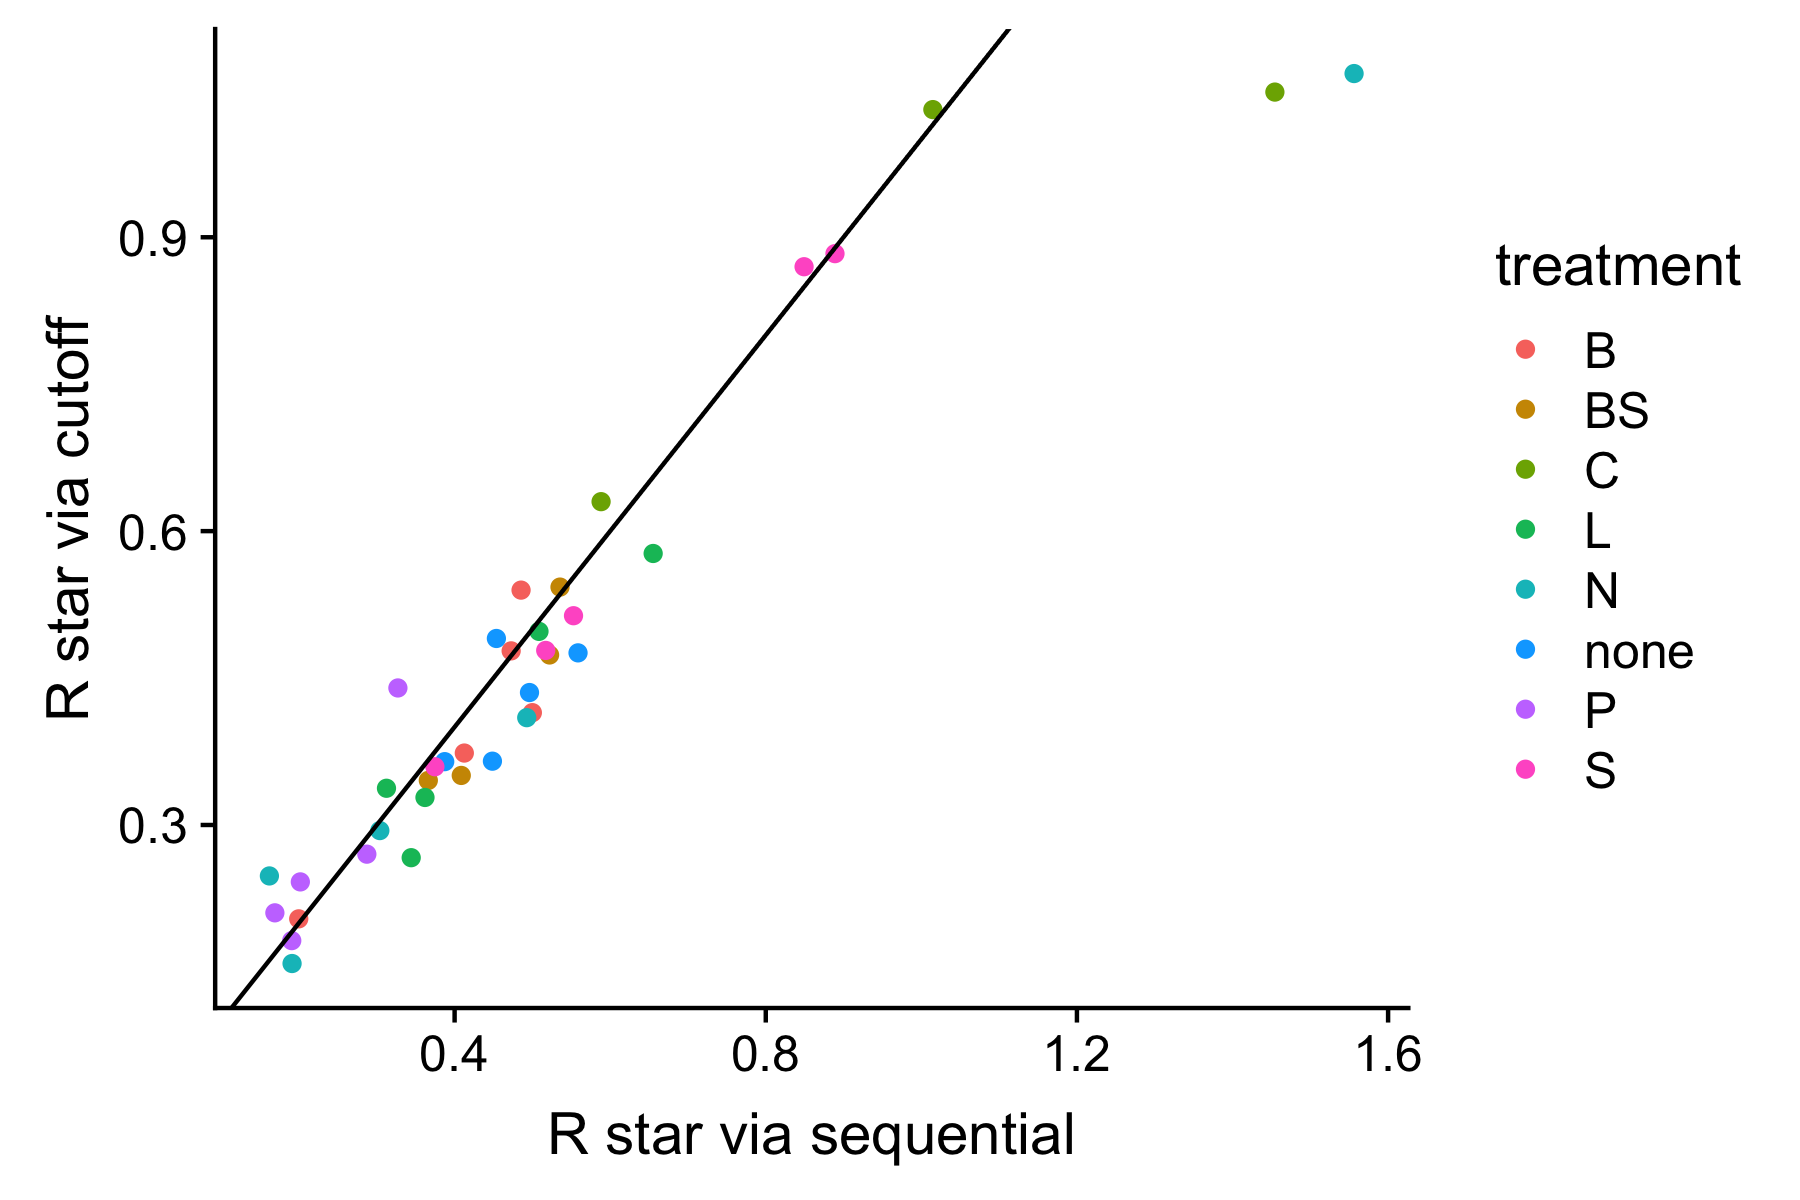 R star via cutoff
0.9
0.6
0.3
0.4 0.8 1.2 1.6
R star via sequential
treatment
B
BS
C
L
N
none
P
S